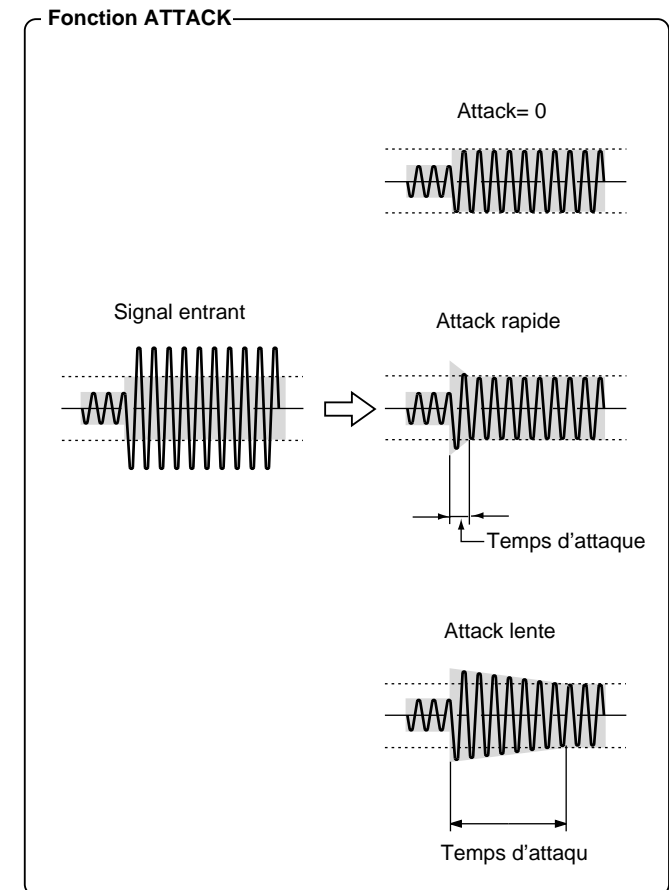 Fonction ATTACK
Attack= 0
Signal entrant
Attack rapide
Temps d’attaque
Attack lente
Temps d’attaqu